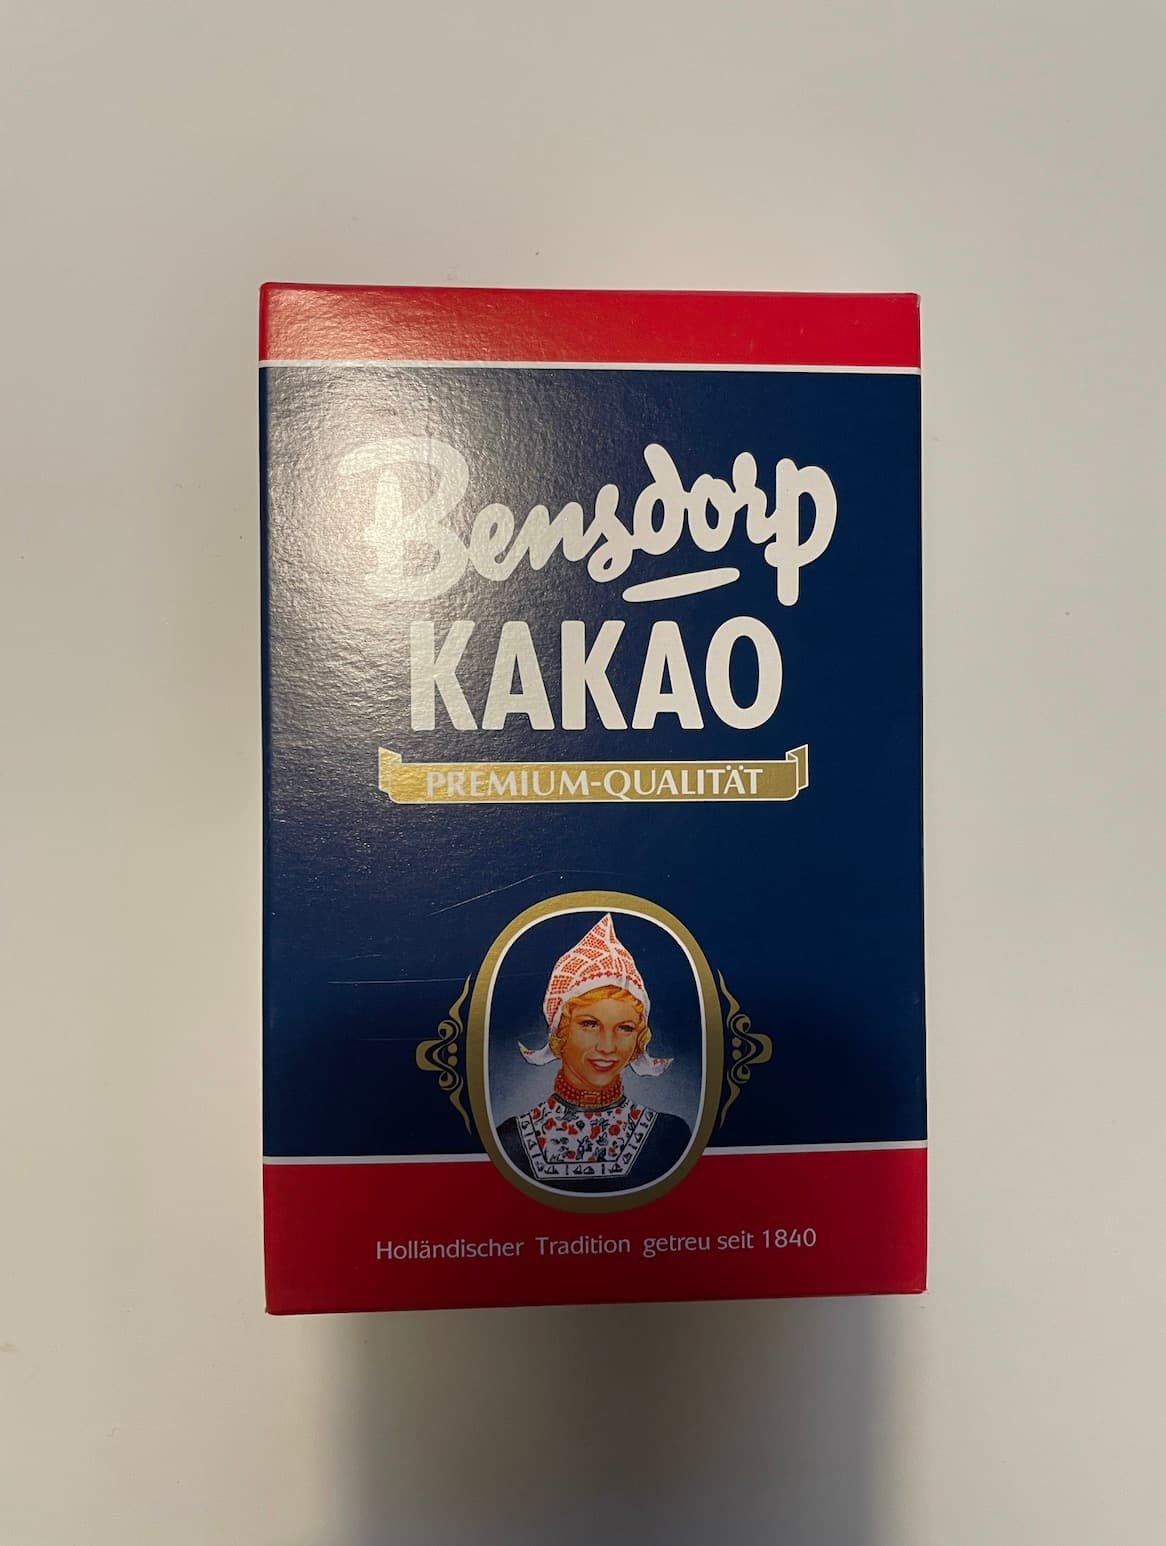 Bensdorp
KAKAO
PREMIUM-QUALITÄT
Holländischer Tradition getreu seit 1840